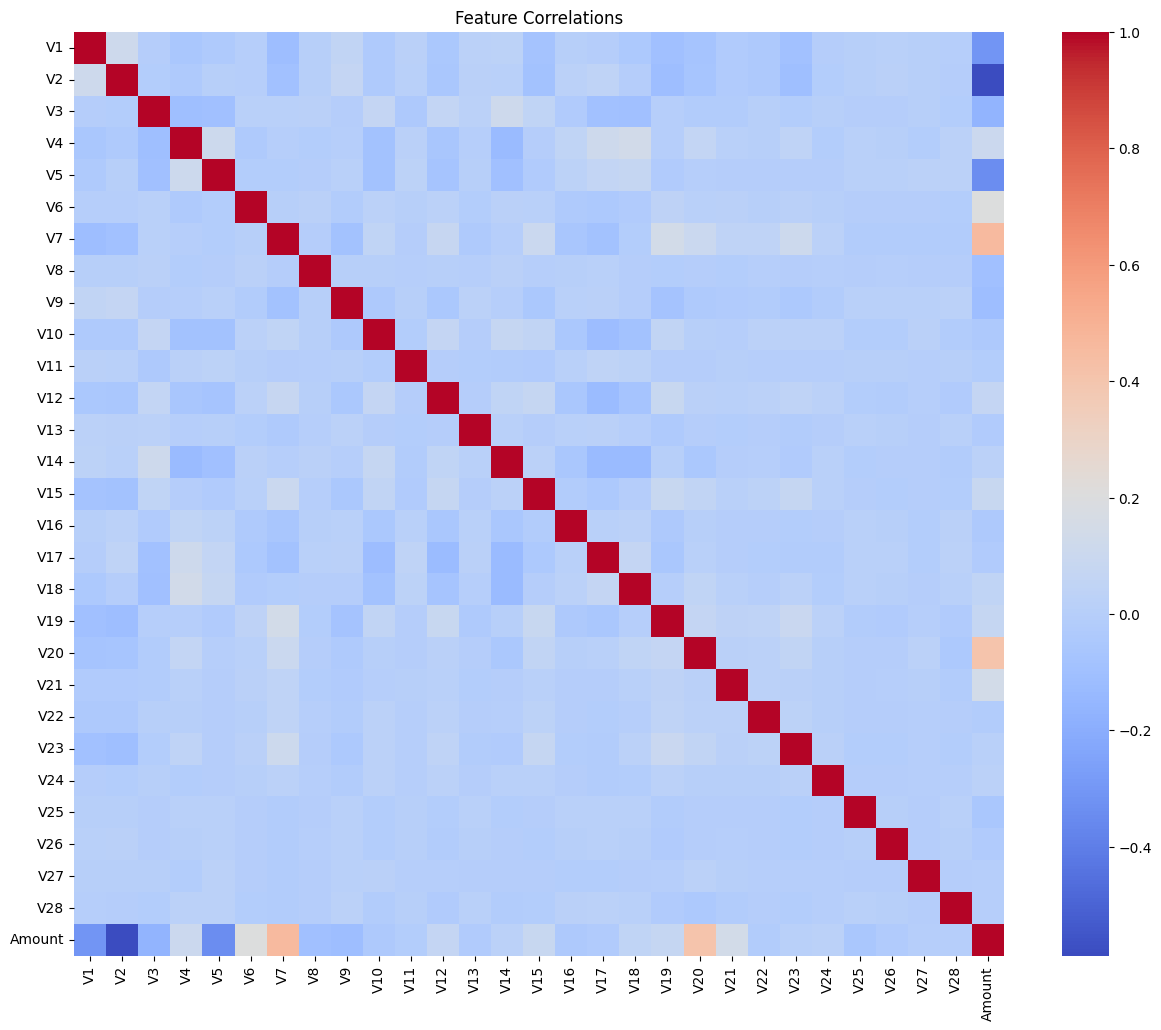 Feature Correlations
V1
V2
V3
V4
V5
V6
V7
V8
V9
V10
V11
V12
V13
V14
V15
V16
V17
V18
V19
V20
V21
V22
V23
V24
V25
V26
V27
V28
Amount
V1 V2 V3 V4 V5 V6 V7 V8 V9 V10 V11 V12 V13 V14 V15 V16 V17 V18 V19 V20 V21 V22 V23 V24 V25 V26 V27 V28 Amount
1.0
0.8
0.6
0.4
0.2
0.0
−0.2
−0.4